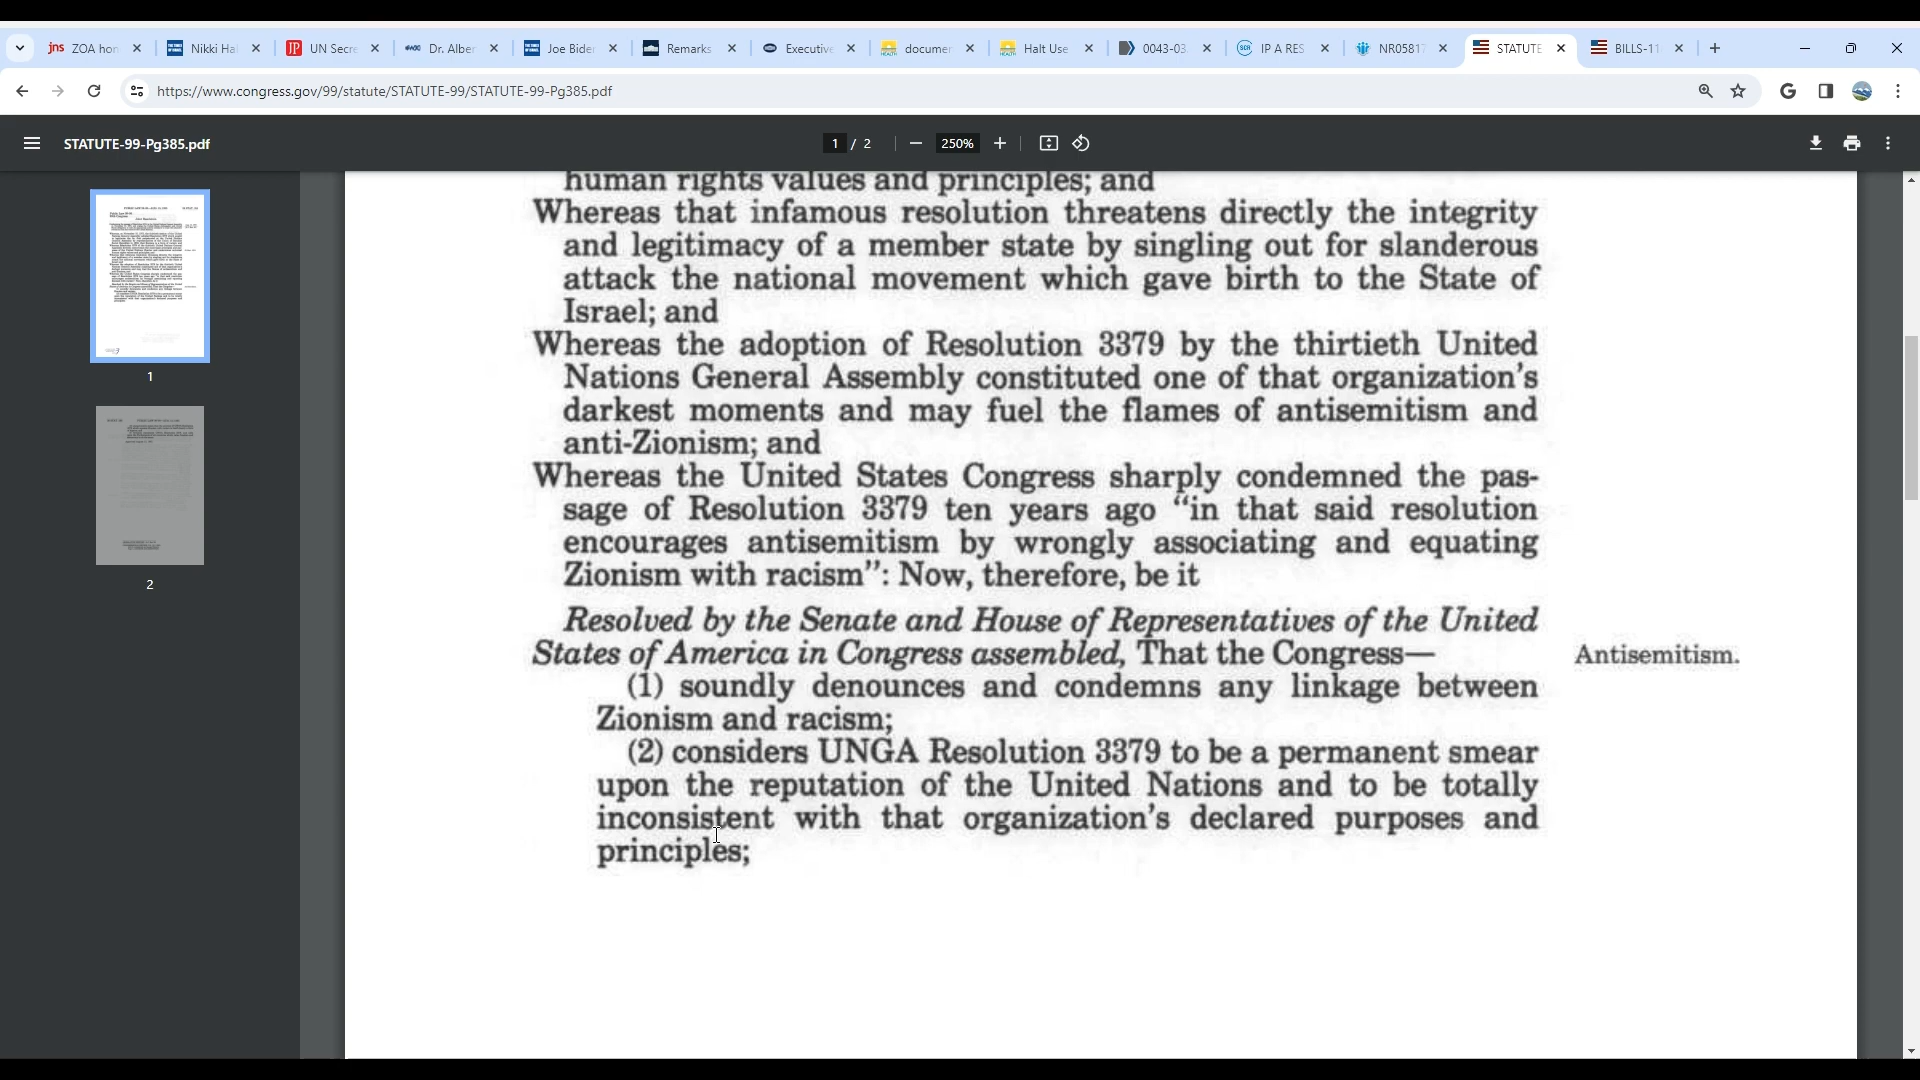 jns ZOA hon
Nikki Ha
JP UN Secre
Dr. Alber
Joe Bide
Remarks
Executive
documen
Halt Use
0043-03
IP A RES
NR0581
STATUTE
BILLS-11
https://www.congress.gov/99/statute/STATUTE-99/STATUTE-99-Pg385.pdf
STATUTE-99-Pg385.pdf
1 / 2
250%
1
2
human rights values and principles; and
Whereas that infamous resolution threatens directly the integrity
and legitimacy of a member state by singling out for slanderous
attack the national movement which gave birth to the State of
Israel; and
Whereas the adoption of Resolution 3379 by the thirtieth United
Nations General Assembly constituted one of that organization's
darkest moments and may fuel the flames of antisemitism and
anti-Zionism; and
Whereas the United States Congress sharply condemned the pas-
sage of Resolution 3379 ten years ago "in that said resolution
encourages antisemitism by wrongly associating and equating
Zionism with racism": Now, therefore, be it
Resolved by the Senate and House of Representatives of the United
States of America in Congress assembled, That the Congress—
Antisemitism.
(1) soundly denounces and condemns any linkage between
Zionism and racism;
(2) considers UNGA Resolution 3379 to be a permanent smear
upon the reputation of the United Nations and to be totally
inconsistent with that organization's declared purposes and
principles;